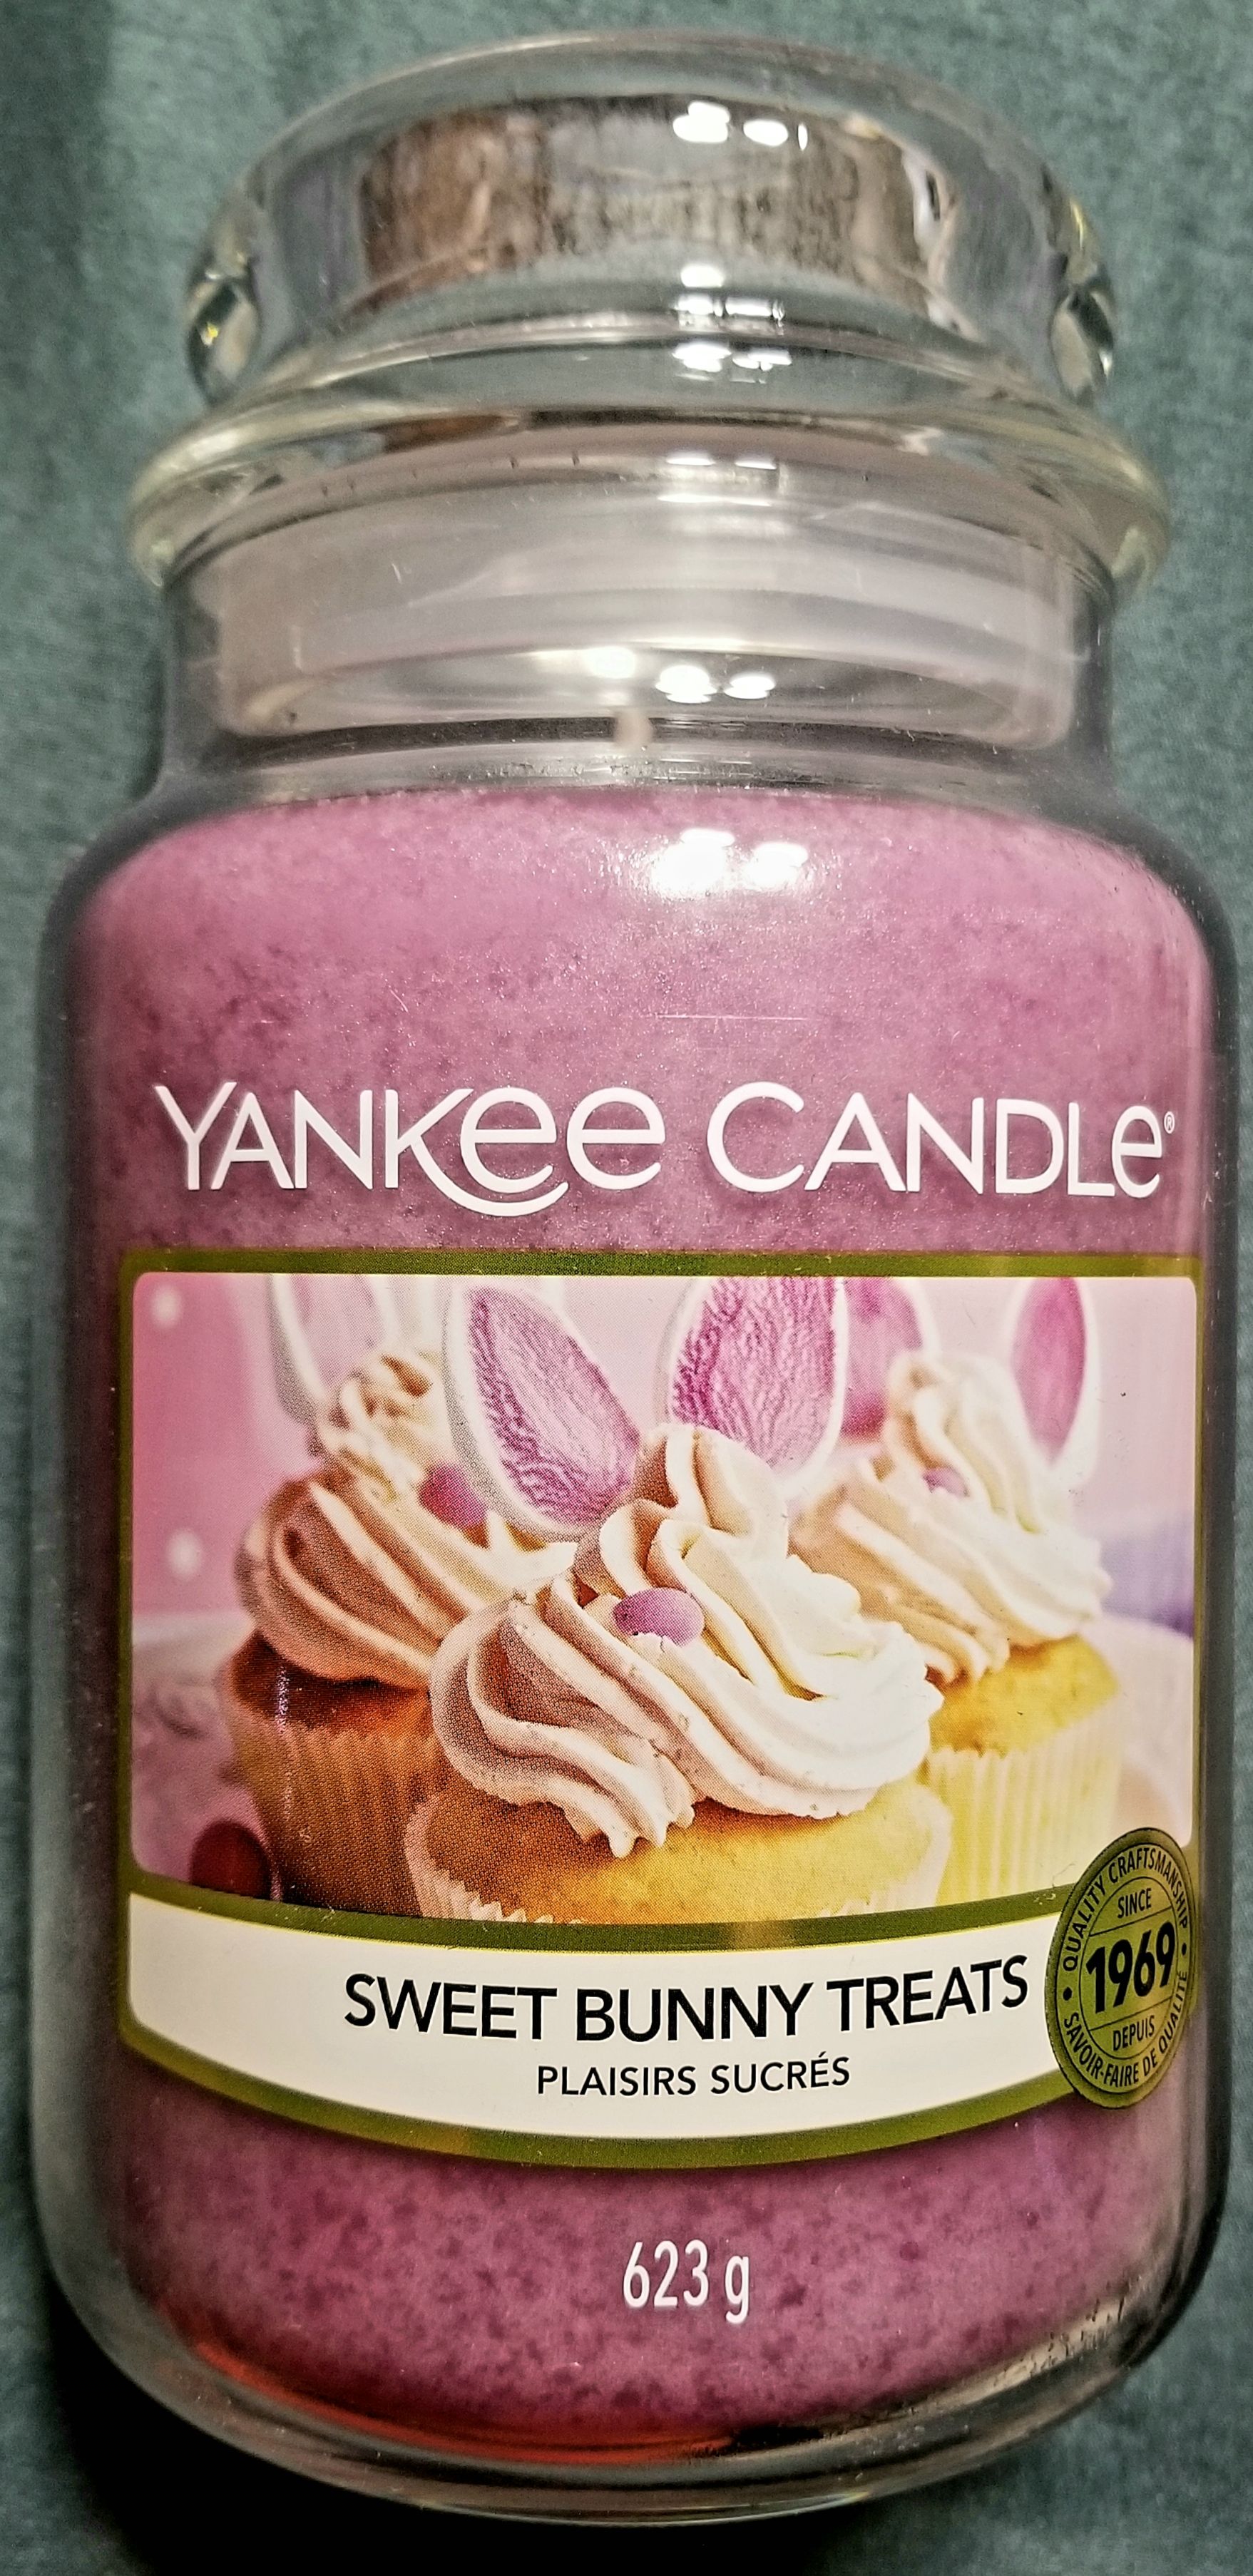 YANKEE CANDLE®
SWEET BUNNY TREATS
PLAISIRS SUCRÉS
• QUALITY CRAFTSMANSHIP •
SINCE
1969
DEPUIS
SAVOIR-FAIRE DE QUALITÉ
623 g